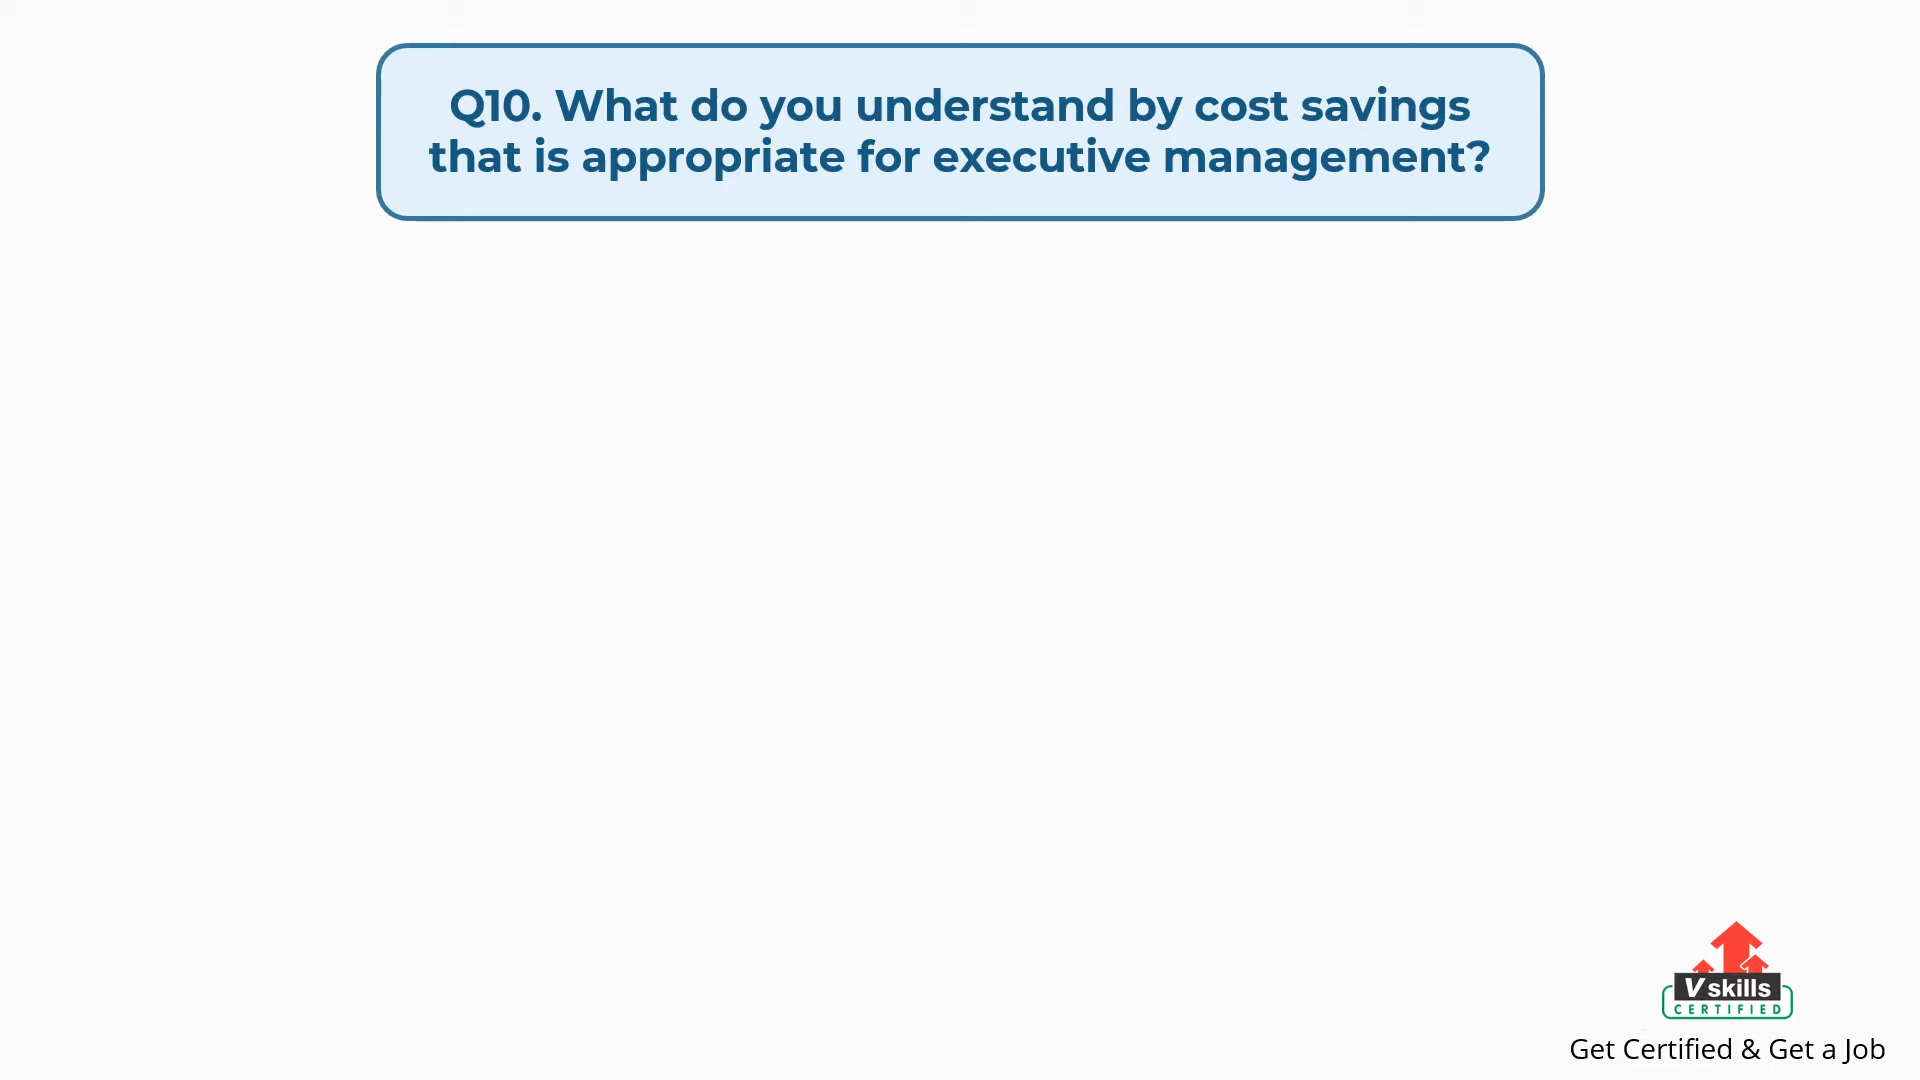 Q10. What do you understand by cost savings
that is appropriate for executive management?
Vskills
CERTIFIED
Get Certified & Get a Job